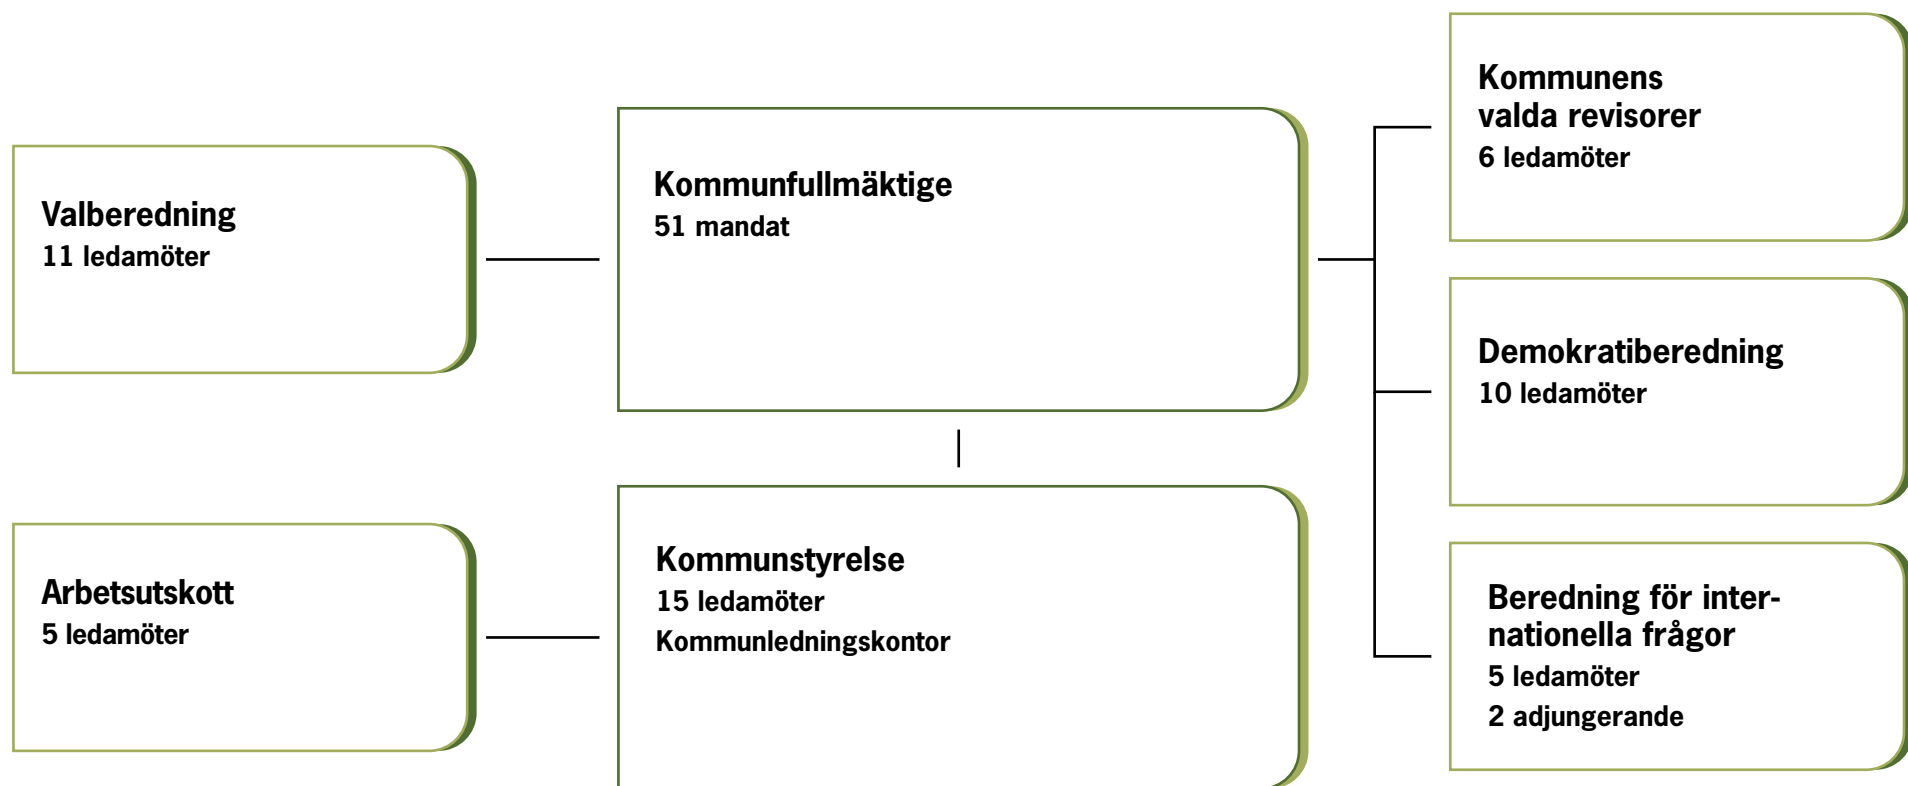 Valberedning
11 ledamöter
Kommunfullmäktige
51 mandat
Kommunens
valda revisorer
6 ledamöter
Demokratiberedning
10 ledamöter
Arbetsutskott
5 ledamöter
Kommunstyrelse
15 ledamöter
Kommunledningskontor
Beredning för inter-
nationella frågor
5 ledamöter
2 adjungerande